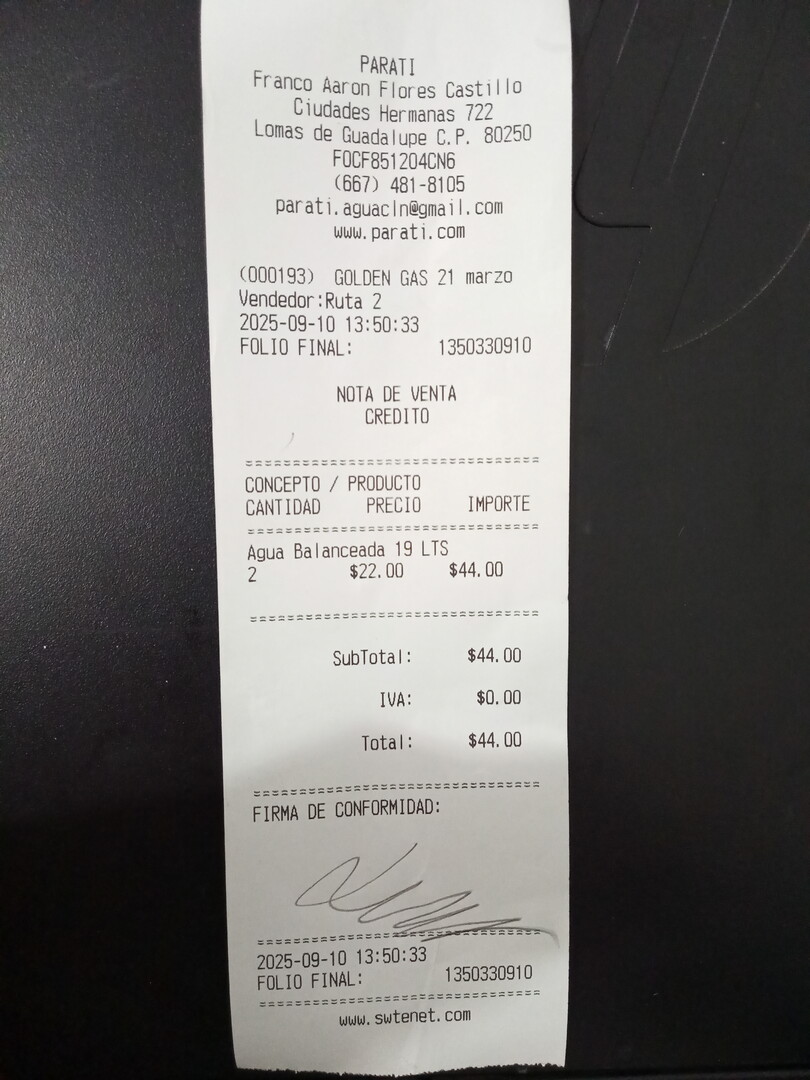 PARATI
Franco Aaron Flores Castillo
Ciudades Hermanas 722
Lomas de Guadalupe C.P. 80250
FOCF851204CN6
(667) 481-8105
parati.aguacln@gmail.com
www.parati.com
(000193) GOLDEN GAS 21 marzo
Vendedor:Ruta 2
2025-09-10 13:50:33
FOLIO FINAL: 1350330910
NOTA DE VENTA
CREDITO
CONCEPTO / PRODUCTO
CANTIDAD PRECIO IMPORTE
Agua Balanceada 19 LTS
2 $22.00 $44.00
SubTotal: $44.00
IVA: $0.00
Total: $44.00
FIRMA DE CONFORMIDAD:
2025-09-10 13:50:33
FOLIO FINAL: 1350330910
www.swtenet.com